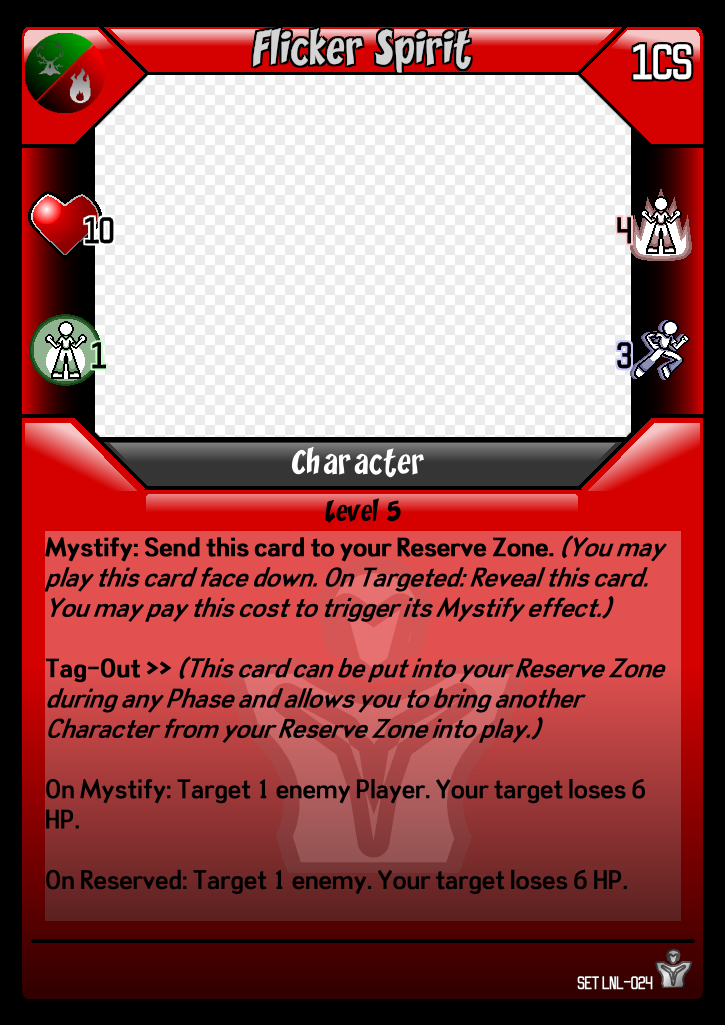 Flicker Spirit
1CS
10
4
1
3
Character
Level 5
Mystify: Send this card to your Reserve Zone. (You may
play this card face down. On Targeted: Reveal this card.
You may pay this cost to trigger its Mystify effect.)
Tag-Out >> (This card can be put into your Reserve Zone
during any Phase and allows you to bring another
Character from your Reserve Zone into play.)
On Mystify: Target 1 enemy Player. Your target loses 6
HP.
On Reserved: Target 1 enemy. Your target loses 6 HP.
SET LNL-024